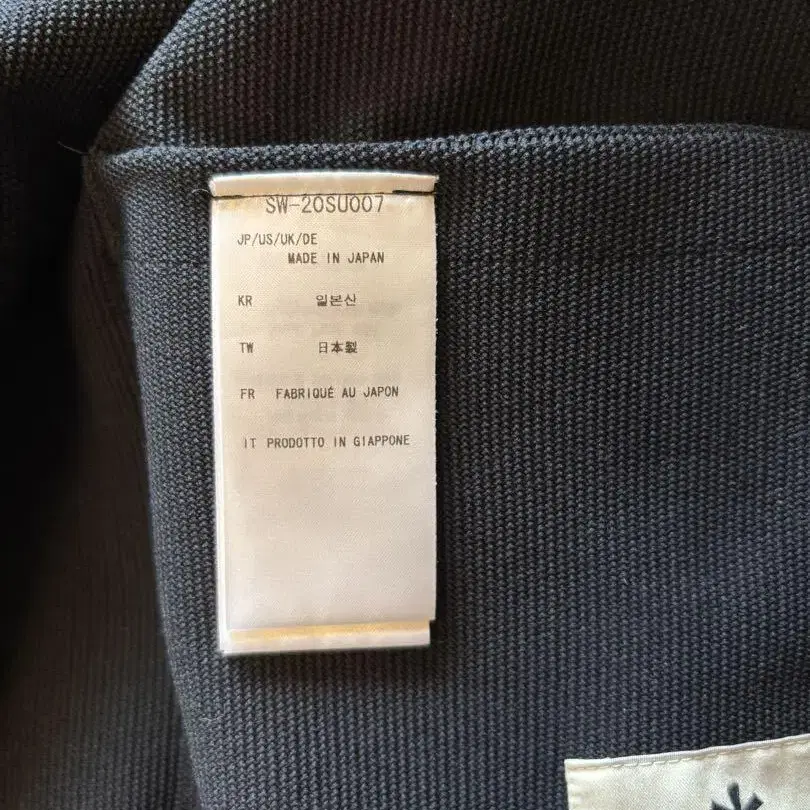 SW-20SU007
JP/US/UK/DE
MADE IN JAPAN
KR 일본산
TW 日本製
FR FABRIQUÉ AU JAPON
IT PRODOTTO IN GIAPPONE